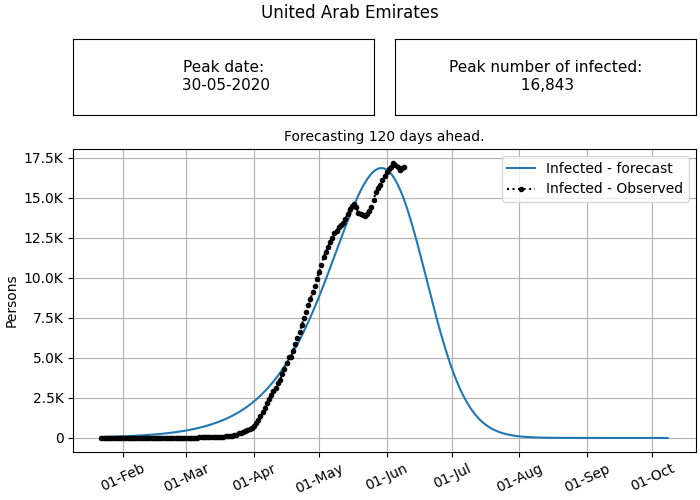 United Arab Emirates
Peak date:
30-05-2020
Peak number of infected:
16,843
Forecasting 120 days ahead.
17.5K
15.0K
12.5K
10.0K
7.5K
5.0K
2.5K
0
Persons
Infected - forecast
Infected - Observed
01-Feb
01-Mar
01-Apr
01-May
01-Jun
01-Jul
01-Aug
01-Sep
01-Oct